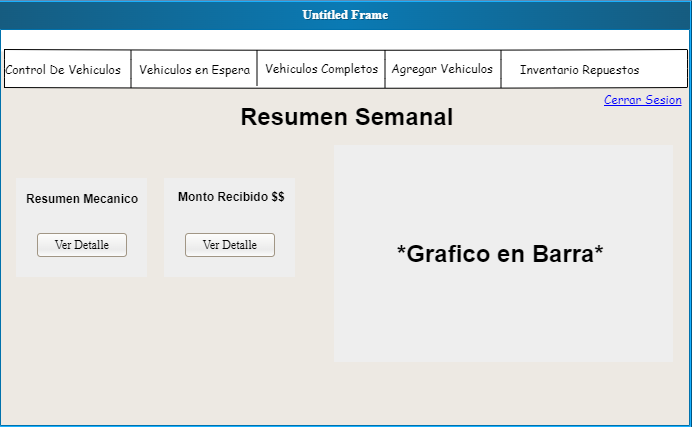 Untitled Frame
Control De Vehiculos
Vehiculos en Espera
Vehiculos Completos
Agregar Vehiculos
Inventario Repuestos
Cerrar Sesion
Resumen Semanal
Resumen Mecanico
Ver Detalle
Monto Recibido $$
Ver Detalle
*Grafico en Barra*